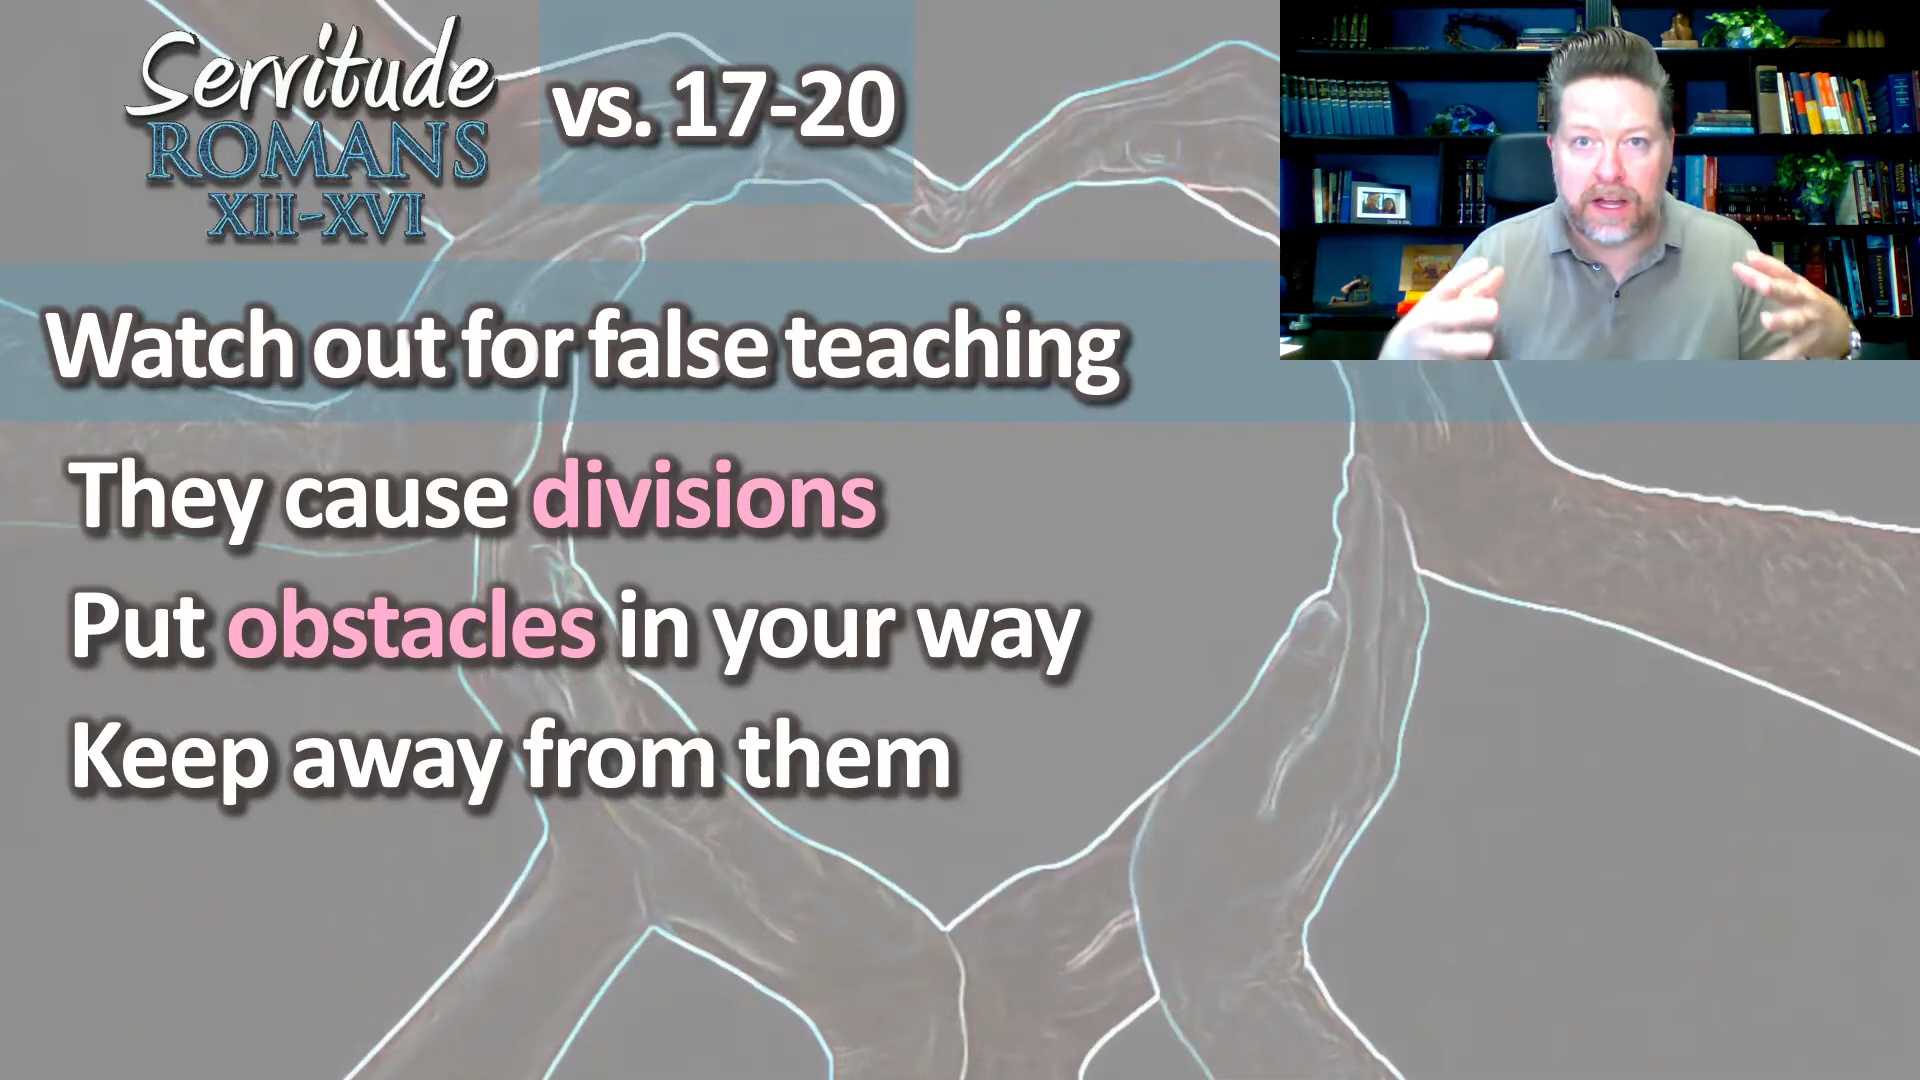 Servitude
ROMANS
XII-XVI
vs. 17-20
Watch out for false teaching
They cause divisions
Put obstacles in your way
Keep away from them